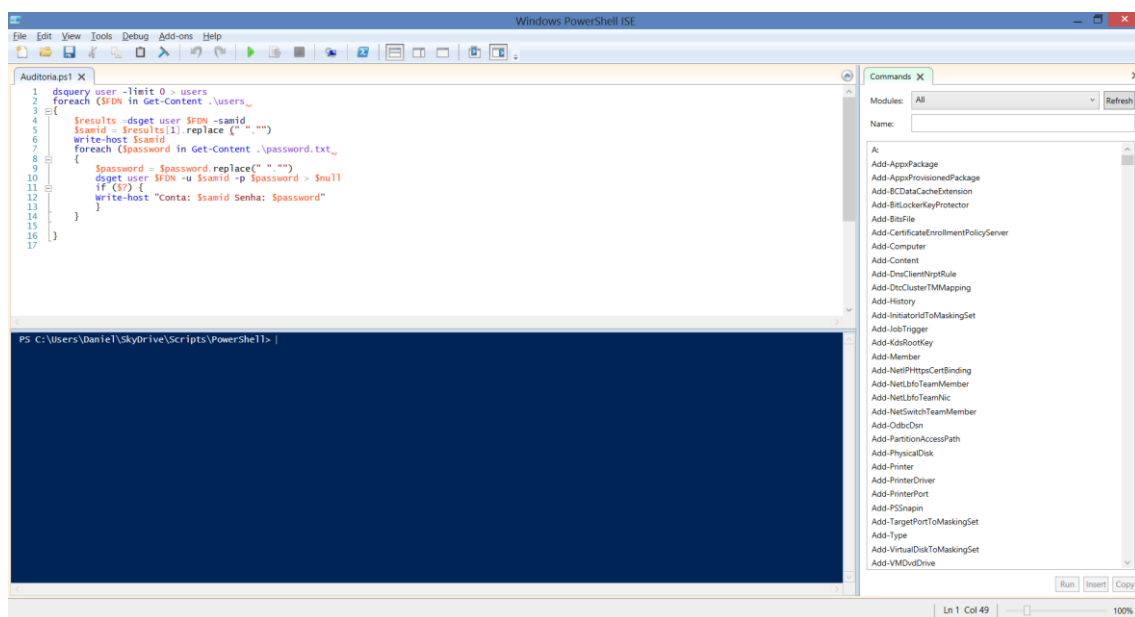 Windows PowerShell ISE
File Edit View Tools Debug Add-ons Help
Auditoria.ps1 X
1 dsquery user -limit 0 > users
2 foreach ($FDN in Get-Content .\users
3 {
4 $results =dsget user $FDN -samid
5 $samid = $results[1].replace (" ","")
6 Write-host $samid
7 foreach ($password in Get-Content .\password.txt
8 {
9 $password = $password.replace(" ","")
10 dsget user $FDN -u $samid -p $password > $null
11 if ($?) {
12 Write-host "Conta: $samid Senha: $password"
13 }
14 }
15
16 }
17
PS C:\Users\Daniel\SkyDrive\Scripts\PowerShell>
Commands X
Modules: All Refresh
Name:
A:
Add-AppxPackage
Add-AppxProvisionedPackage
Add-BCDataCacheExtension
Add-BitLockerKeyProtector
Add-BitsFile
Add-CertificateEnrollmentPolicyServer
Add-Computer
Add-Content
Add-DnsClientNrptRule
Add-DtcClusterTMMapping
Add-History
Add-InitiatorIdToMaskingSet
Add-JobTrigger
Add-KdsRootKey
Add-Member
Add-NetIPHttpsCertBinding
Add-NetLbfoTeamMember
Add-NetLbfoTeamNic
Add-NetSwitchTeamMember
Add-OdbcDsn
Add-PartitionAccessPath
Add-PhysicalDisk
Add-Printer
Add-PrinterDriver
Add-PrinterPort
Add-PSSnapin
Add-TargetPortToMaskingSet
Add-Type
Add-VirtualDiskToMaskingSet
Add-VMDvdDrive
Run Insert Copy
Ln 1 Col 49 100%